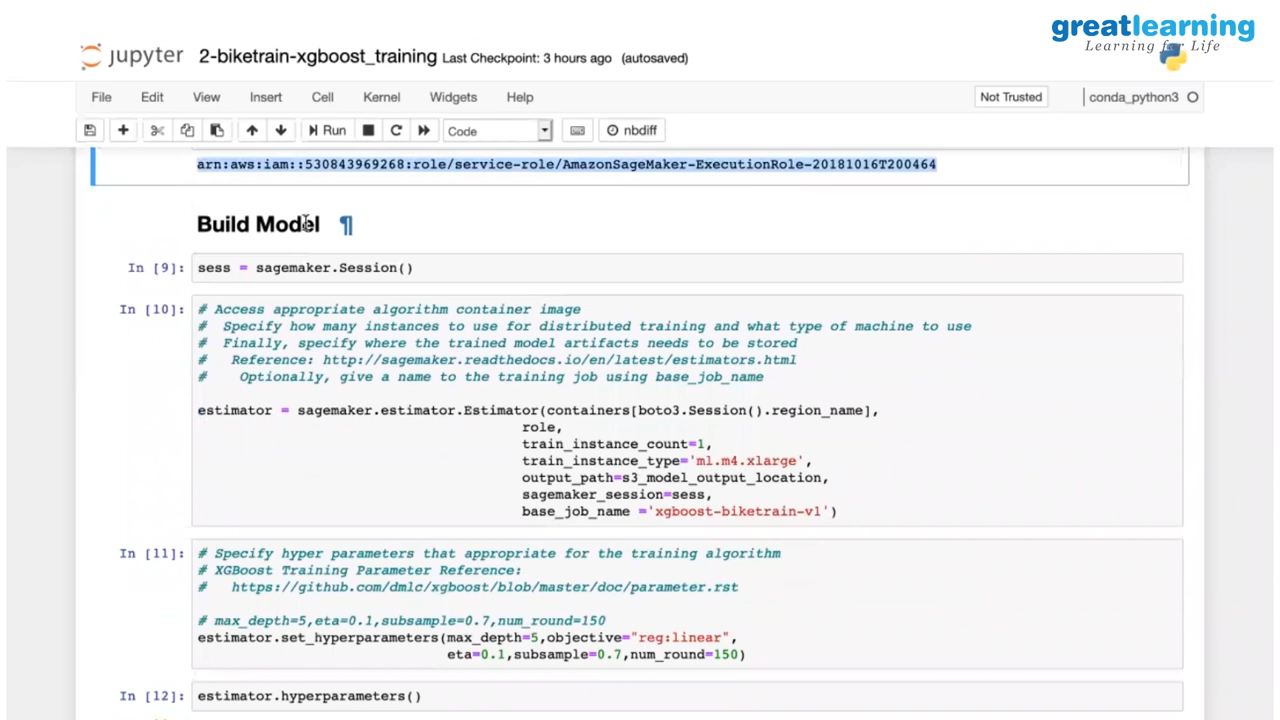 greatlearning
Learning for Life
jupyter 2-biketrain-xgboost_training Last Checkpoint: 3 hours ago (autosaved)
File Edit View Insert Cell Kernel Widgets Help Not Trusted conda_python3
Run Code nbdiff
arn:aws:iam::530843969268:role/service-role/AmazonSageMaker-ExecutionRole-20181016T200464
Build Model ¶
In [9]: sess = sagemaker.Session()
In [10]: # Access appropriate algorithm container image
#  Specify how many instances to use for distributed training and what type of machine to use
#  Finally, specify where the trained model artifacts needs to be stored
#   Reference: http://sagemaker.readthedocs.io/en/latest/estimators.html
#    Optionally, give a name to the training job using base_job_name
estimator = sagemaker.estimator.Estimator(containers[boto3.Session().region_name],
role,
train_instance_count=1,
train_instance_type='ml.m4.xlarge',
output_path=s3_model_output_location,
sagemaker_session=sess,
base_job_name ='xgboost-biketrain-v1')
In [11]: # Specify hyper parameters that appropriate for the training algorithm
# XGBoost Training Parameter Reference:
#   https://github.com/dmlc/xgboost/blob/master/doc/parameter.rst
# max_depth=5,eta=0.1,subsample=0.7,num_round=150
estimator.set_hyperparameters(max_depth=5,objective="reg:linear",
eta=0.1,subsample=0.7,num_round=150)
In [12]: estimator.hyperparameters()